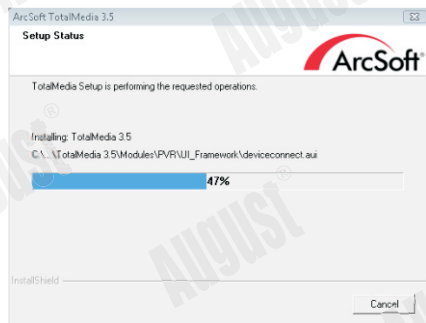 ArcSoft TotalMedia 3.5
Setup Status
ArcSoft®
TotalMedia Setup is performing the requested operations.
Installing: TotalMedia 3.5
C:\...\TotalMedia 3.5\Modules\PVR\UI_Framework\deviceconnect.aui
47%
InstallShield
Cancel
August®
August®
August®